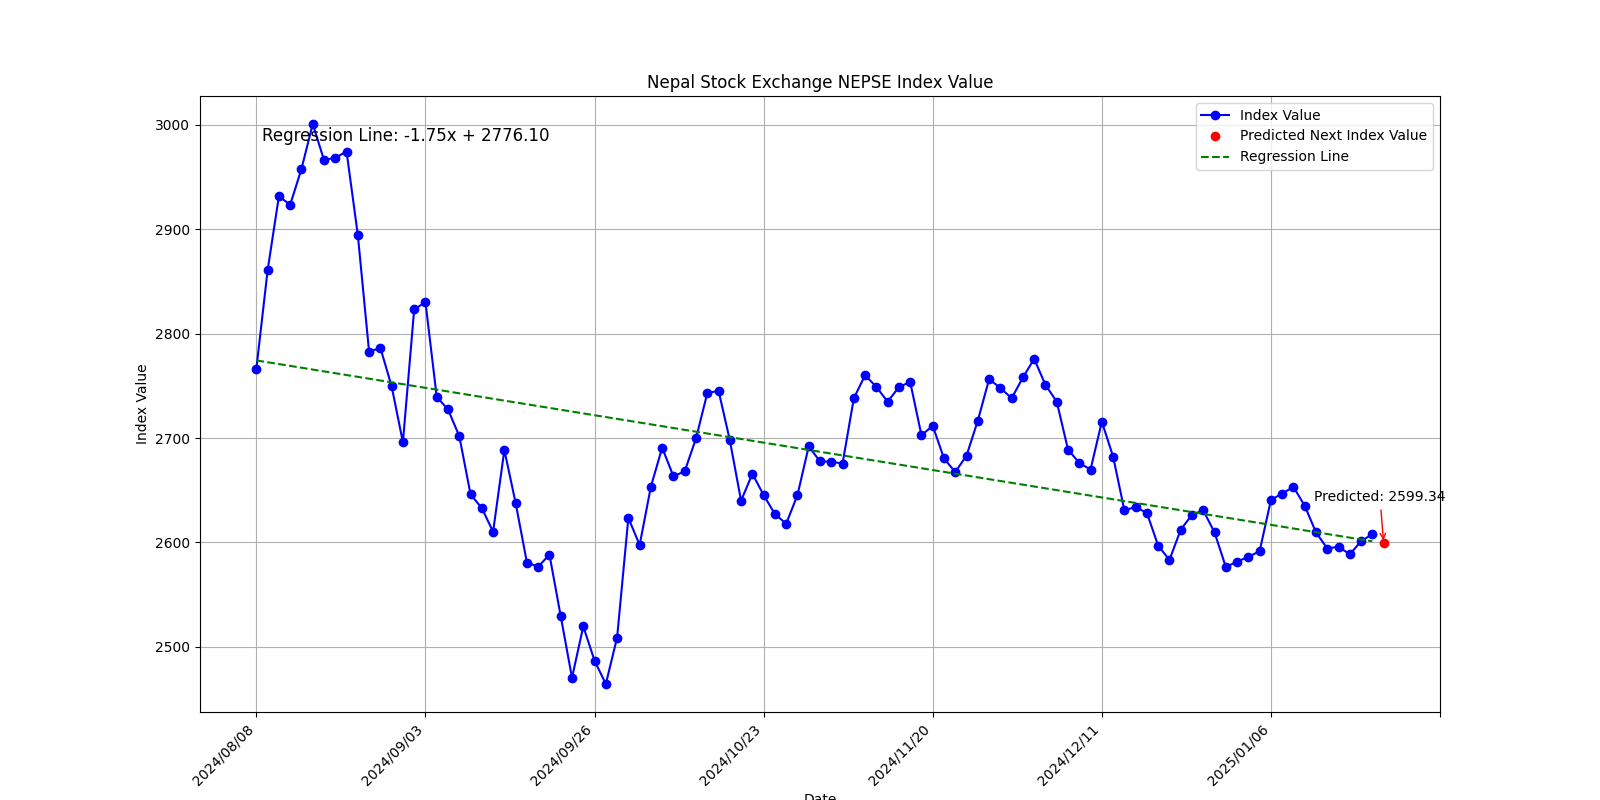 Nepal Stock Exchange NEPSE Index Value
Regression Line: -1.75x + 2776.10
Index Value
Predicted Next Index Value
Regression Line
Predicted: 2599.34
Index Value
3000
2900
2800
2700
2600
2500
2024/08/08
2024/09/03
2024/09/26
2024/10/23
2024/11/20
2024/12/11
2025/01/06
Date